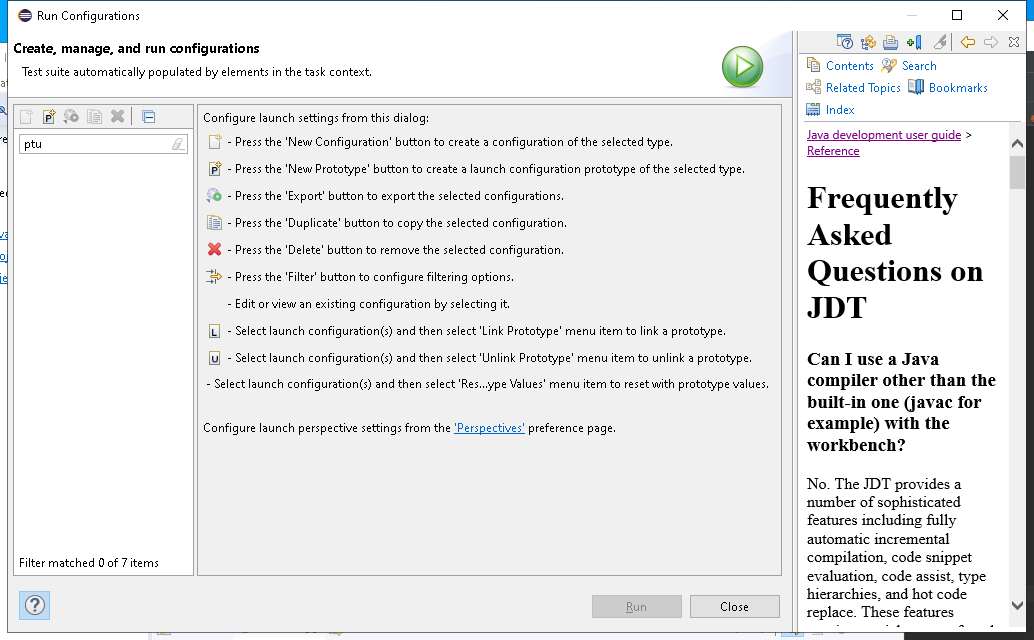 Run Configurations
Create, manage, and run configurations
Test suite automatically populated by elements in the task context.
ptu
Filter matched 0 of 7 items
Configure launch settings from this dialog:
- Press the 'New Configuration' button to create a configuration of the selected type.
P - Press the 'New Prototype' button to create a launch configuration prototype of the selected type.
- Press the 'Export' button to export the selected configurations.
- Press the 'Duplicate' button to copy the selected configuration.
- Press the 'Delete' button to remove the selected configuration.
- Press the 'Filter' button to configure filtering options.
- Edit or view an existing configuration by selecting it.
L - Select launch configuration(s) and then select 'Link Prototype' menu item to link a prototype.
U - Select launch configuration(s) and then select 'Unlink Prototype' menu item to unlink a prototype.
- Select launch configuration(s) and then select 'Res...ype Values' menu item to reset with prototype values.
Configure launch perspective settings from the 'Perspectives' preference page.
?
Run
Close
Contents Search
Related Topics Bookmarks
Index
Java development user guide >
Reference
Frequently
Asked
Questions on
JDT
Can I use a Java
compiler other than the
built-in one (javac for
example) with the
workbench?
No. The JDT provides a
number of sophisticated
features including fully
automatic incremental
compilation, code snippet
evaluation, code assist, type
hierarchies, and hot code
replace. These features